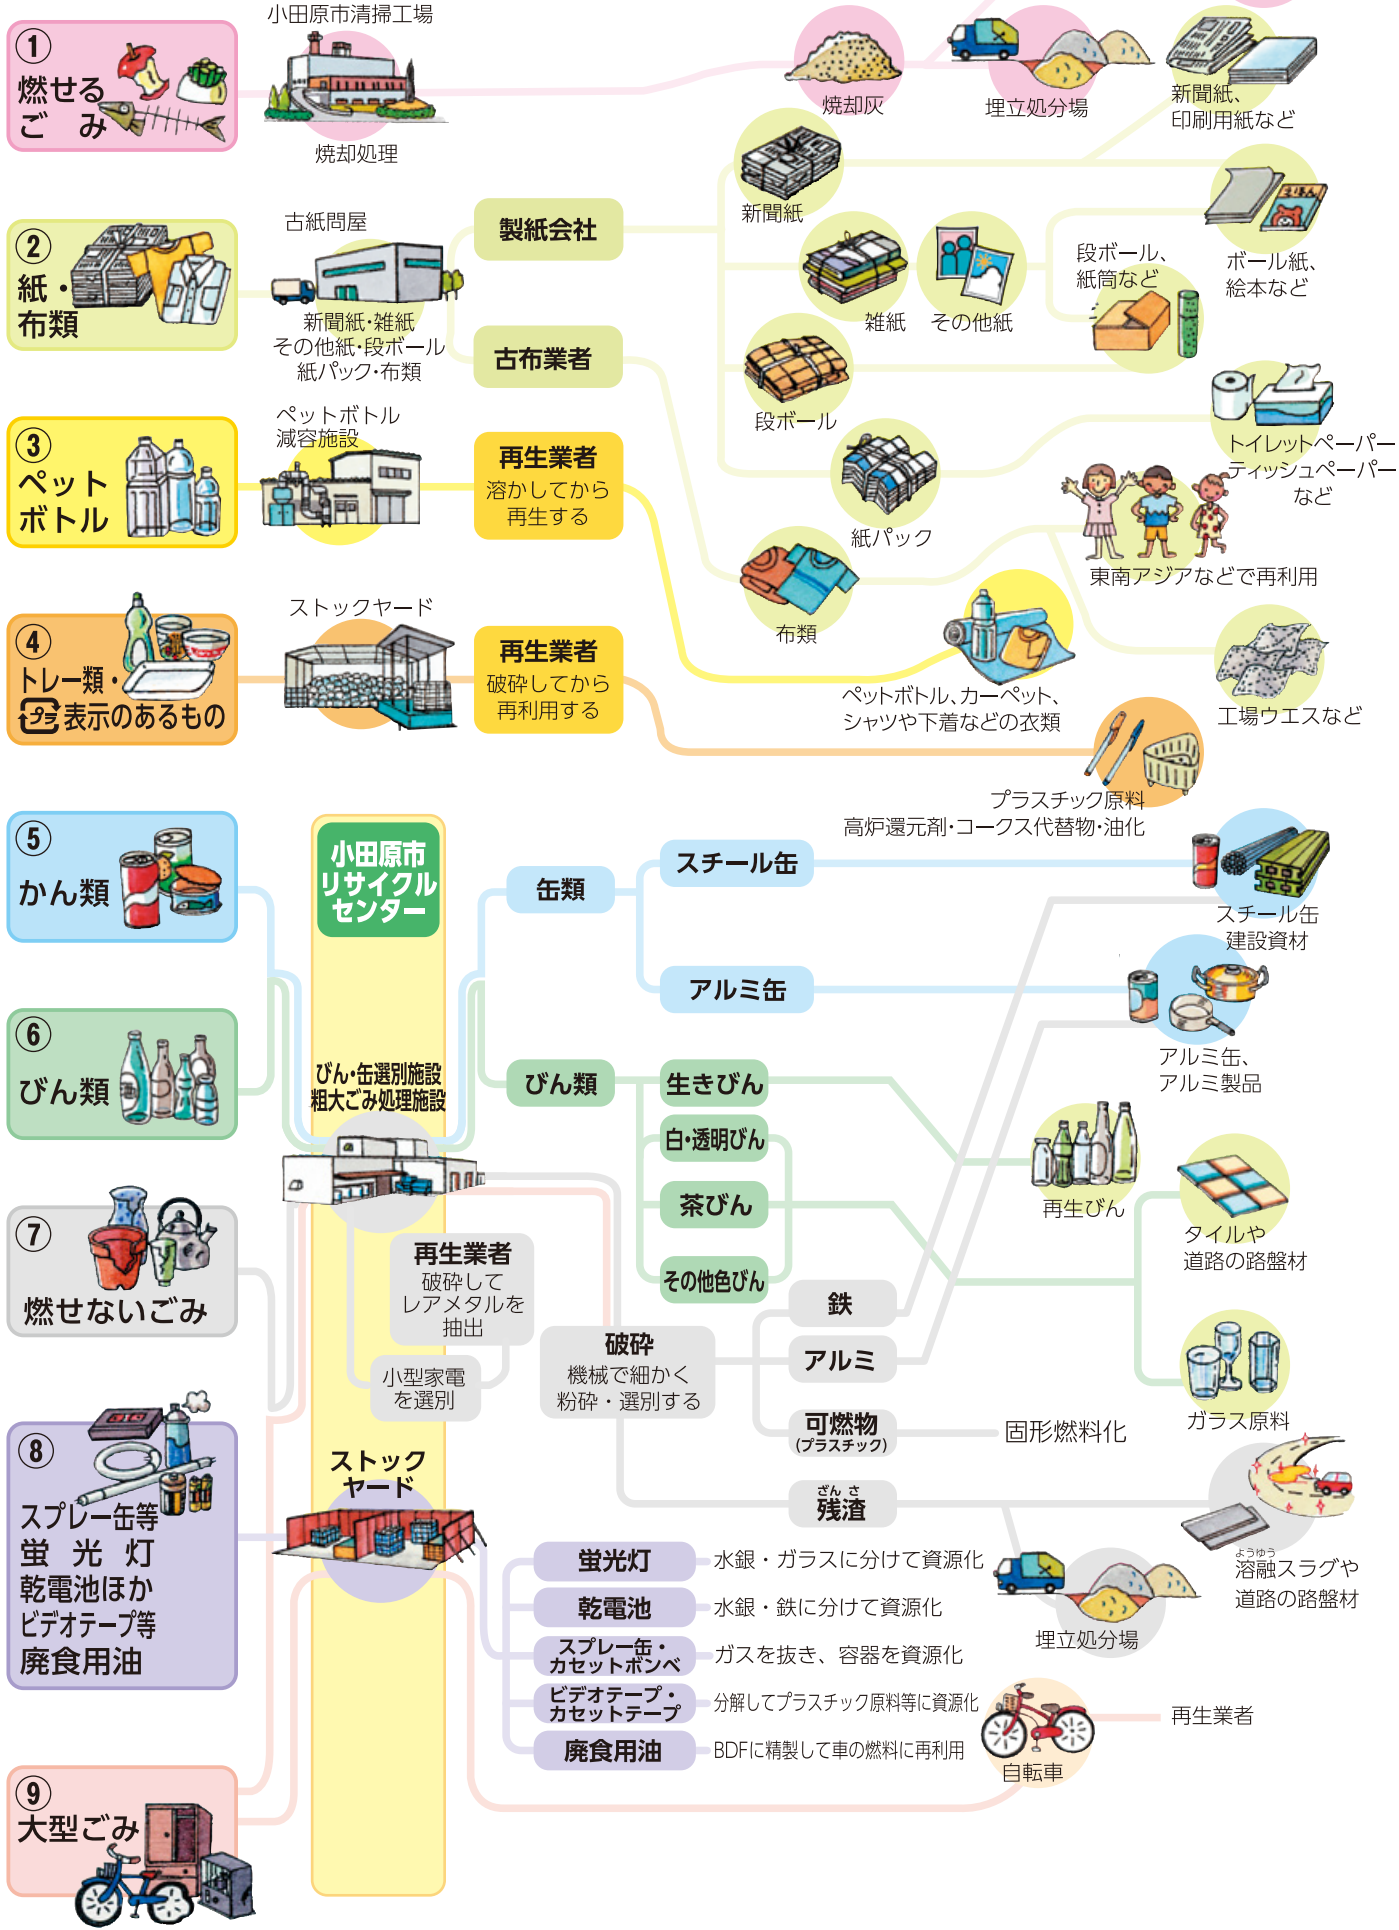 小田原市清掃工場
①
燃せる
ごみ
焼却処理
焼却灰
埋立処分場
新聞紙、
印刷用紙など
②
紙・
布類
古紙問屋
新聞紙・雑紙
その他紙・段ボール
紙パック・布類
製紙会社
古布業者
新聞紙
雑紙
その他紙
段ボール、
紙筒など
えほん
ボール紙、
絵本など
段ボール
紙パック
トイレットペーパー
ティッシュペーパー
など
布類
東南アジアなどで再利用
工場ウエスなど
③
ペット
ボトル
ペットボトル
減容施設
再生業者
溶かしてから
再生する
ペットボトル、カーペット、
シャツや下着などの衣類
④
トレー類・
プラ表示のあるもの
ストックヤード
再生業者
破砕してから
再利用する
プラスチック原料
高炉還元剤・コークス代替物・油化
⑤
かん類
小田原市
リサイクル
センター
缶類
スチール缶
アルミ缶
スチール缶
建設資材
アルミ缶、
アルミ製品
⑥
びん類
びん・缶選別施設
粗大ごみ処理施設
びん類
生きびん
白・透明びん
茶びん
その他色びん
再生びん
タイルや
道路の路盤材
ガラス原料
⑦
燃せないごみ
再生業者
破砕して
レアメタルを
抽出
小型家電
を選別
破砕
機械で細かく
粉砕・選別する
鉄
アルミ
可燃物
(プラスチック)
固形燃料化
ざんさ
残渣
ようゆう
溶融スラグや
道路の路盤材
埋立処分場
⑧
スプレー缶等
蛍光灯
乾電池ほか
ビデオテープ等
廃食用油
ストック
ヤード
蛍光灯
水銀・ガラスに分けて資源化
乾電池
水銀・鉄に分けて資源化
スプレー缶・
カセットボンベ
ガスを抜き、容器を資源化
ビデオテープ・
カセットテープ
分解してプラスチック原料等に資源化
廃食用油
BDFに精製して車の燃料に再利用
⑨
大型ごみ
自転車
再生業者